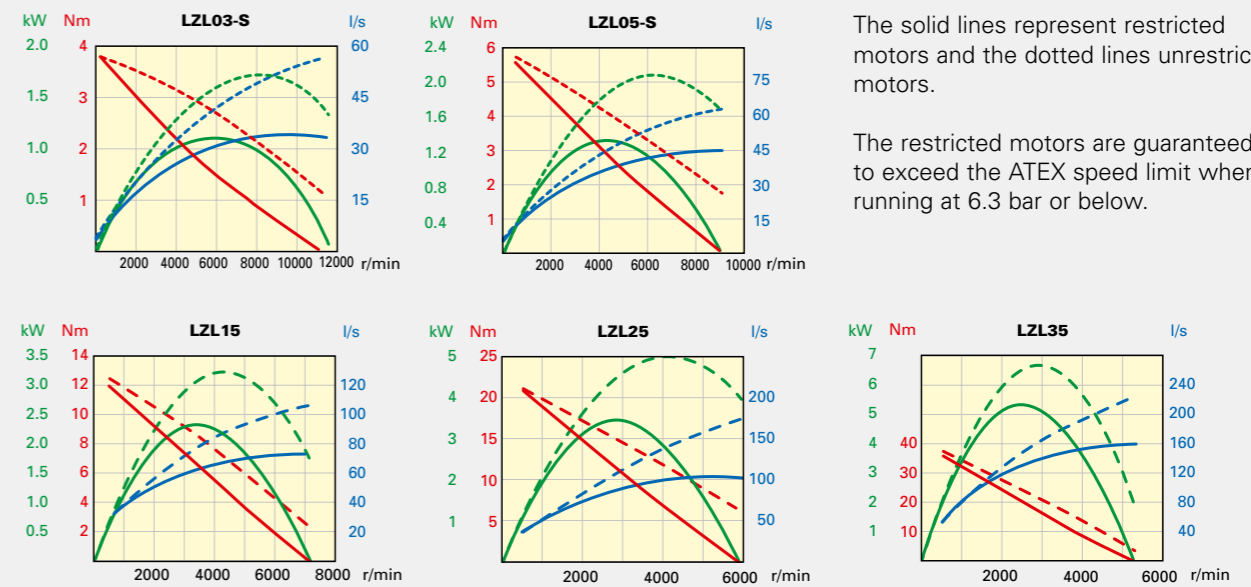 kW Nm LZL03-S l/s
2.0 4 60
1.5 3 45
1.0 2 30
0.5 1 15
2000 4000 6000 8000 10000 12000 r/min
kW Nm LZL05-S l/s
2.4 6
2.0 5 75
1.6 4 60
1.2 3 45
0.8 2 30
0.4 1 15
2000 4000 6000 8000 10000 r/min
The solid lines represent restricted
motors and the dotted lines unrestric
motors.
The restricted motors are guaranteed
to exceed the ATEX speed limit when
running at 6.3 bar or below.
kW Nm LZL15 l/s
3.5 14
3.0 12 120
2.5 10 100
2.0 8 80
1.5 6 60
1.0 4 40
0.5 2 20
2000 4000 6000 8000 r/min
kW Nm LZL25 l/s
5 25
4 20 200
3 15 150
2 10 100
1 5 50
2000 4000 6000 r/min
kW Nm LZL35 l/s
7
6 240
5 200
4 40 160
3 30 120
2 20 80
1 10 40
2000 4000 6000 r/min